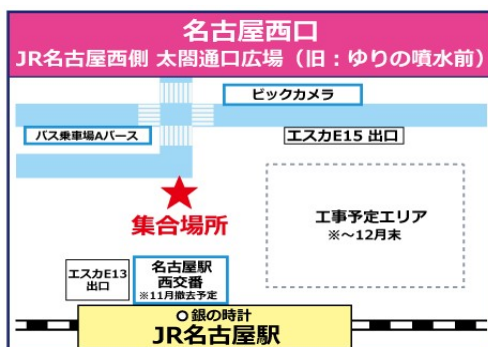 名古屋西口
JR名古屋西側 太閤通口広場（旧：ゆりの噴水前）
ビックカメラ
バス乗車場Aバース
エスカE15 出口
集合場所
工事予定エリア
※～12月末
エスカE13
出口
名古屋駅
西交番
※11月撤去予定
銀の時計
JR名古屋駅